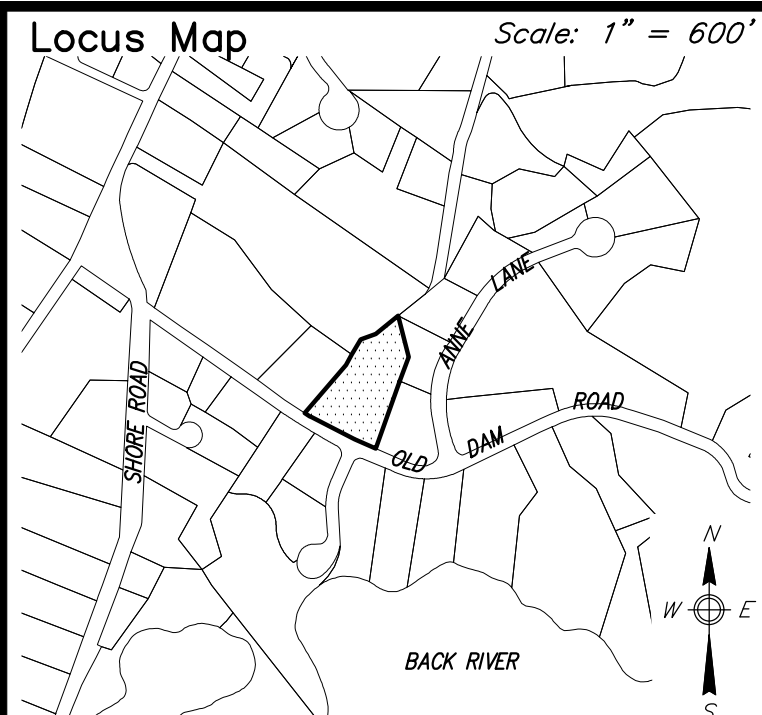 Locus Map
Scale: 1" = 600'
LANE
ANNE
SHORE ROAD
ROAD
DAM
OLD
N
W
E
BACK RIVER
S